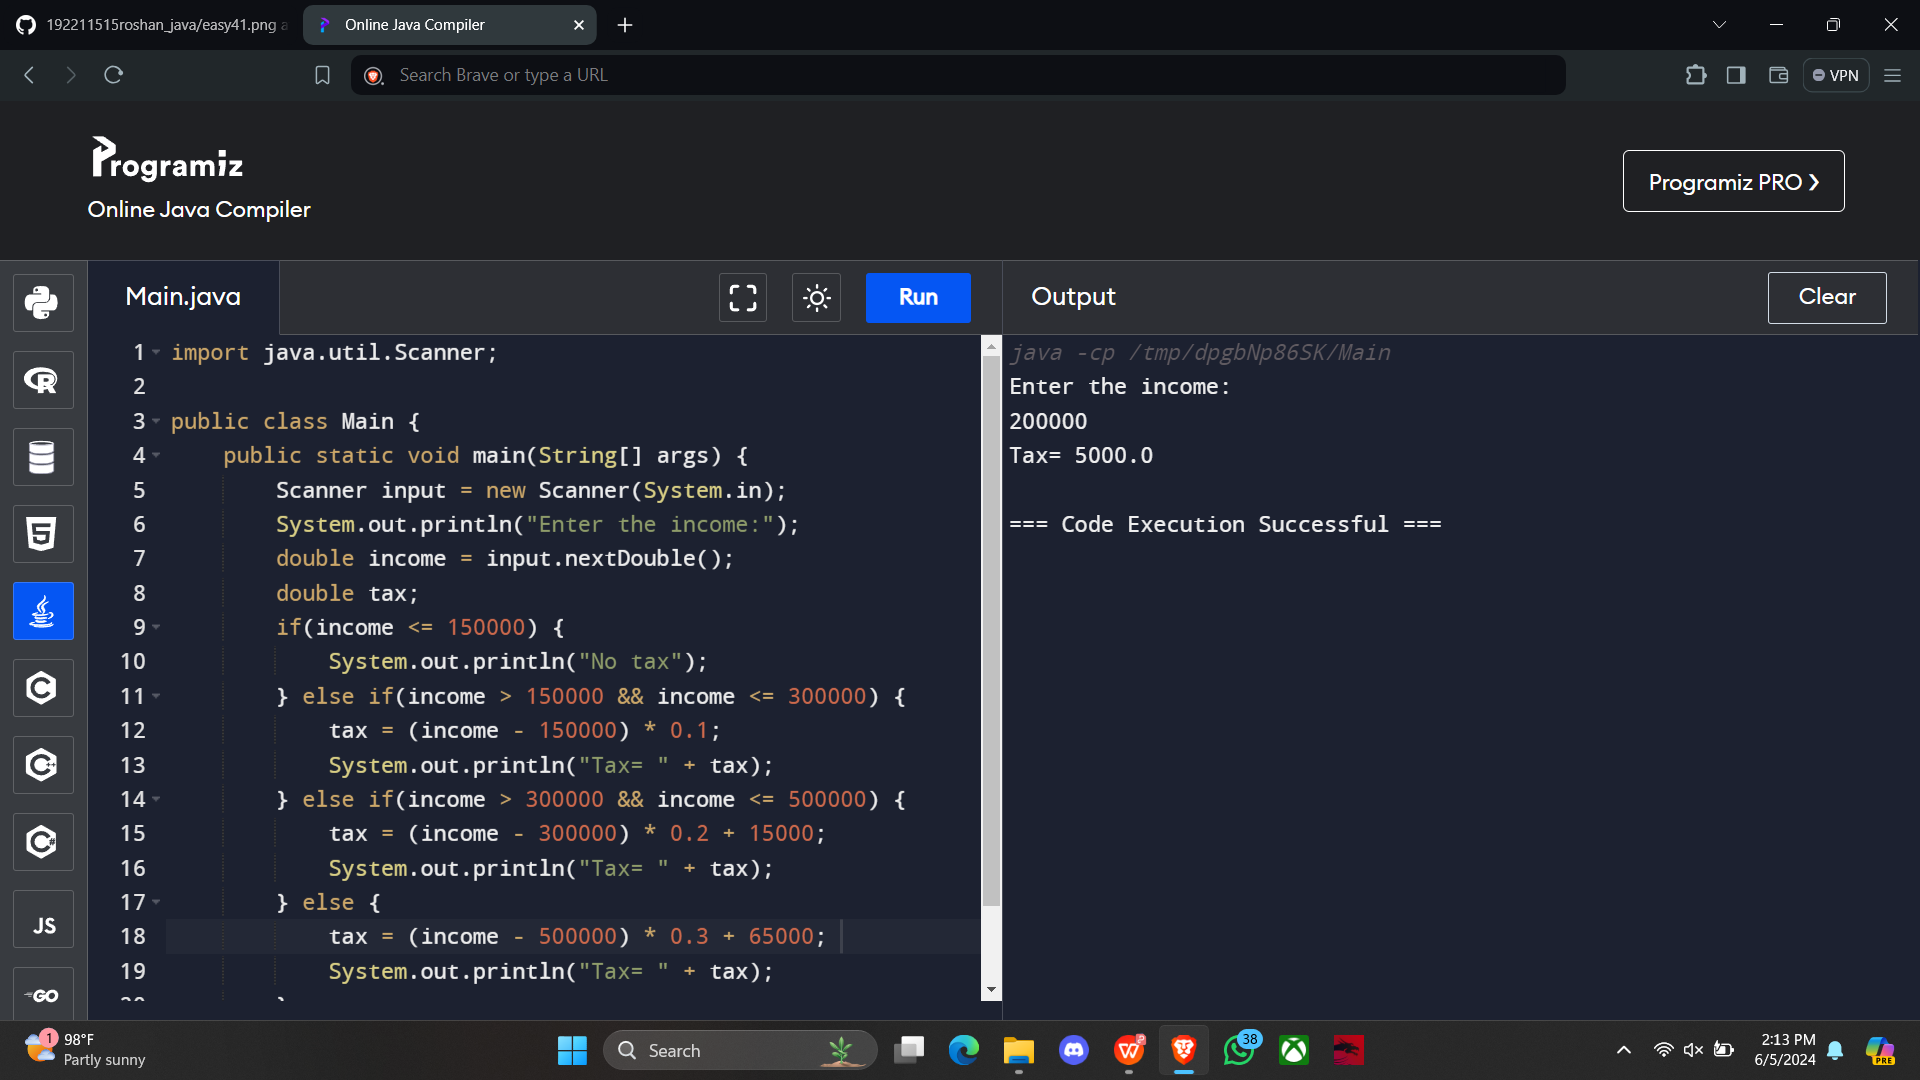 192211515roshan_java/easy41.png a
Online Java Compiler
Search Brave or type a URL
VPN
Programiz
Online Java Compiler
Programiz PRO ❯
Main.java
Run
Output
Clear
1 import java.util.Scanner;
2
3 public class Main {
4 public static void main(String[] args) {
5 Scanner input = new Scanner(System.in);
6 System.out.println("Enter the income:");
7 double income = input.nextDouble();
8 double tax;
9 if(income <= 150000) {
10 System.out.println("No tax");
11 } else if(income > 150000 && income <= 300000) {
12 tax = (income - 150000) * 0.1;
13 System.out.println("Tax= " + tax);
14 } else if(income > 300000 && income <= 500000) {
15 tax = (income - 300000) * 0.2 + 15000;
16 System.out.println("Tax= " + tax);
17 } else {
18 tax = (income - 500000) * 0.3 + 65000;
19 System.out.println("Tax= " + tax);
java -cp /tmp/dpgbNp86SK/Main
Enter the income:
200000
Tax= 5000.0
=== Code Execution Successful ===
JS
GO
1
98°F
Partly sunny
Search
38
2:13 PM
6/5/2024
PRE